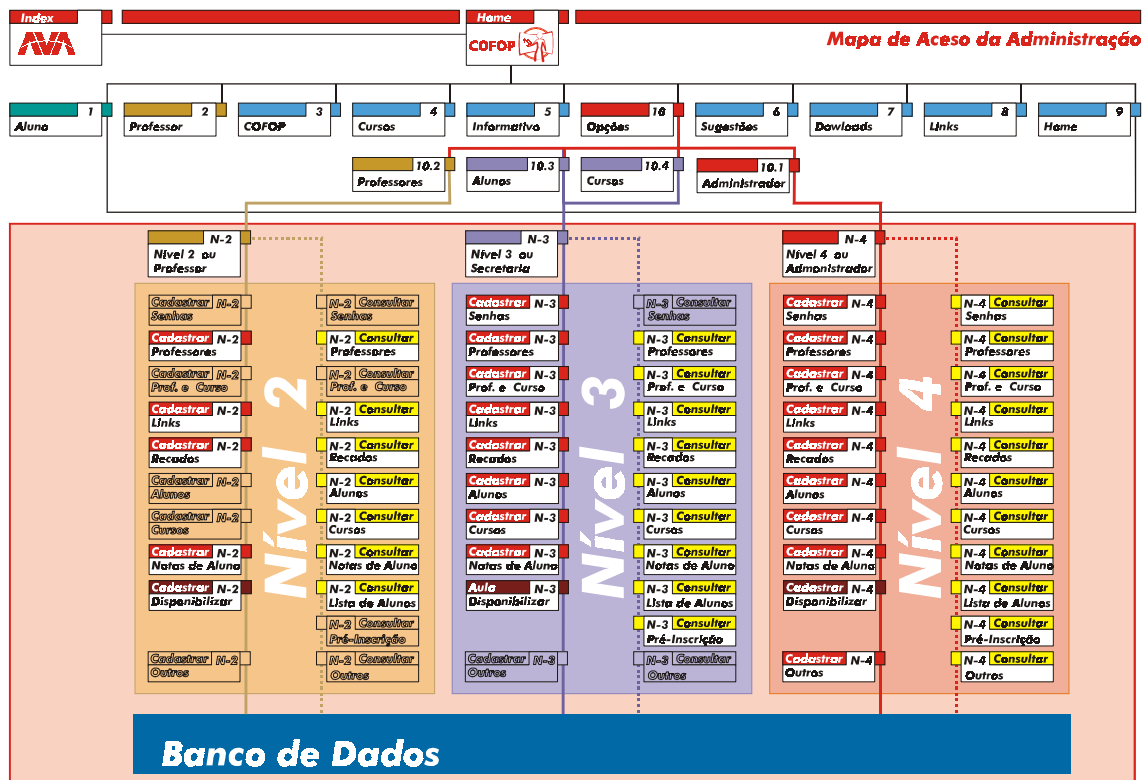 Index
Home
AVA
COFOP
Mapa de Aceso da Administração
1
Aluno
2
Professor
3
COFOP
4
Cursos
5
Informativo
10
Opções
6
Sugestões
7
Dowloads
8
Links
9
Home
10.2
Professores
10.3
Alunos
10.4
Cursos
10.1
Administrador
N-2
Nível 2 ou
Professor
N-3
Nível 3 ou
Secretaria
N-4
Nível 4 ou
Administrador
Nível 2
Cadastrar N-2
Senhas
N-2 Consultar
Senhas
Cadastrar N-2
Professores
N-2 Consultar
Professores
Cadastrar N-2
Prof. e Curso
N-2 Consultar
Prof. e Curso
Cadastrar N-2
Links
N-2 Consultar
Links
Cadastrar N-2
Recados
N-2 Consultar
Recados
Cadastrar N-2
Alunos
N-2 Consultar
Alunos
Cadastrar N-2
Cursos
N-2 Consultar
Cursos
Cadastrar N-2
Notas de Aluno
N-2 Consultar
Notas de Aluno
Cadastrar N-2
Disponibilizar
N-2 Consultar
Lista de Alunos
N-2 Consultar
Pré-Inscrição
Cadastrar N-2
Outros
N-2 Consultar
Outros
Nível 3
Cadastrar N-3
Senhas
N-3 Consultar
Senhas
Cadastrar N-3
Professores
N-3 Consultar
Professores
Cadastrar N-3
Prof. e Curso
N-3 Consultar
Prof. e Curso
Cadastrar N-3
Links
N-3 Consultar
Links
Cadastrar N-3
Recados
N-3 Consultar
Recados
Cadastrar N-3
Alunos
N-3 Consultar
Alunos
Cadastrar N-3
Cursos
N-3 Consultar
Cursos
Cadastrar N-3
Notas de Aluno
N-3 Consultar
Notas de Aluno
Aula N-3
Disponibilizar
N-3 Consultar
Lista de Alunos
N-3 Consultar
Pré-Inscrição
Cadastrar N-3
Outros
N-3 Consultar
Outros
Nível 4
Cadastrar N-4
Senhas
N-4 Consultar
Senhas
Cadastrar N-4
Professores
N-4 Consultar
Professores
Cadastrar N-4
Prof. e Curso
N-4 Consultar
Prof. e Curso
Cadastrar N-4
Links
N-4 Consultar
Links
Cadastrar N-4
Recados
N-4 Consultar
Recados
Cadastrar N-4
Alunos
N-4 Consultar
Alunos
Cadastrar N-4
Cursos
N-4 Consultar
Cursos
Cadastrar N-4
Notas de Aluno
N-4 Consultar
Notas de Aluno
Cadastrar N-4
Disponibilizar
N-4 Consultar
Lista de Alunos
N-4 Consultar
Pré-Inscrição
Cadastrar N-4
Outros
N-4 Consultar
Outros
Banco de Dados